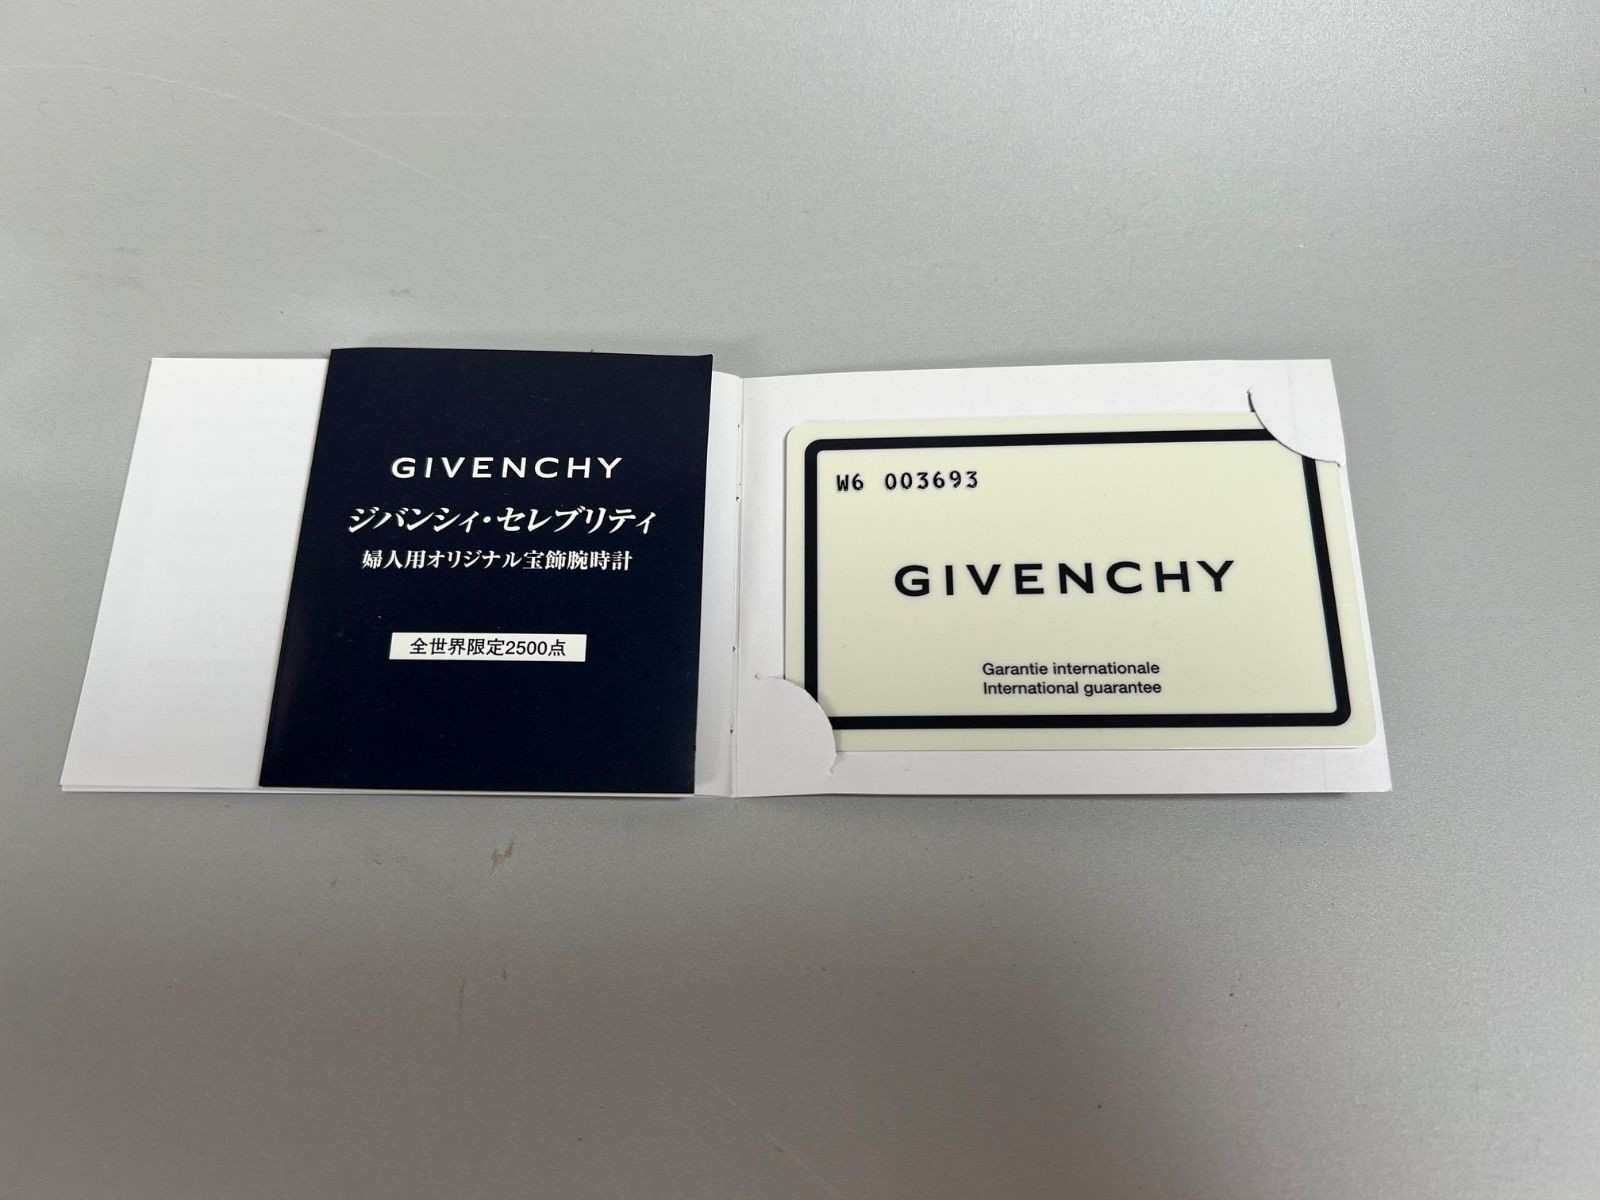 GIVENCHY
ジバンシィ・セレブリティ
婦人用オリジナル宝飾腕時計
全世界限定2500点
W6 003693
GIVENCHY
Garantie internationale
International guarantee